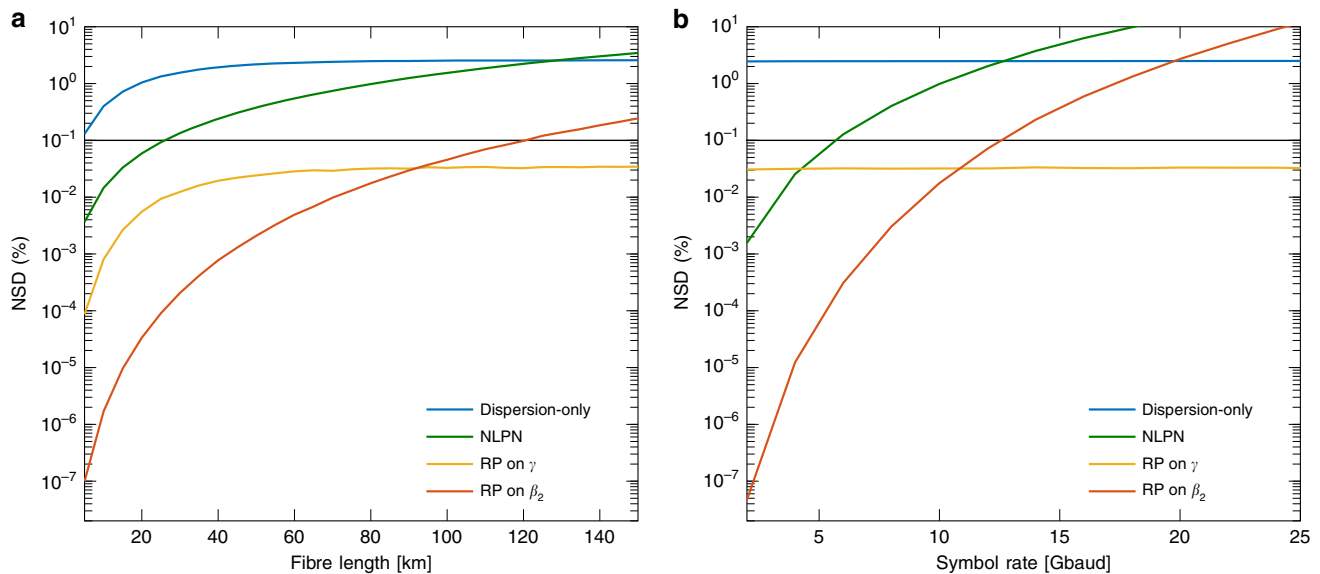 a
NSD (%)
10^1
10^0
10^−1
10^−2
10^−3
10^−4
10^−5
10^−6
10^−7
20 40 60 80 100 120 140
Fibre length [km]
Dispersion-only
NLPN
RP on γ
RP on β₂
b
NSD (%)
10^1
10^0
10^−1
10^−2
10^−3
10^−4
10^−5
10^−6
10^−7
5 10 15 20 25
Symbol rate [Gbaud]
Dispersion-only
NLPN
RP on γ
RP on β₂